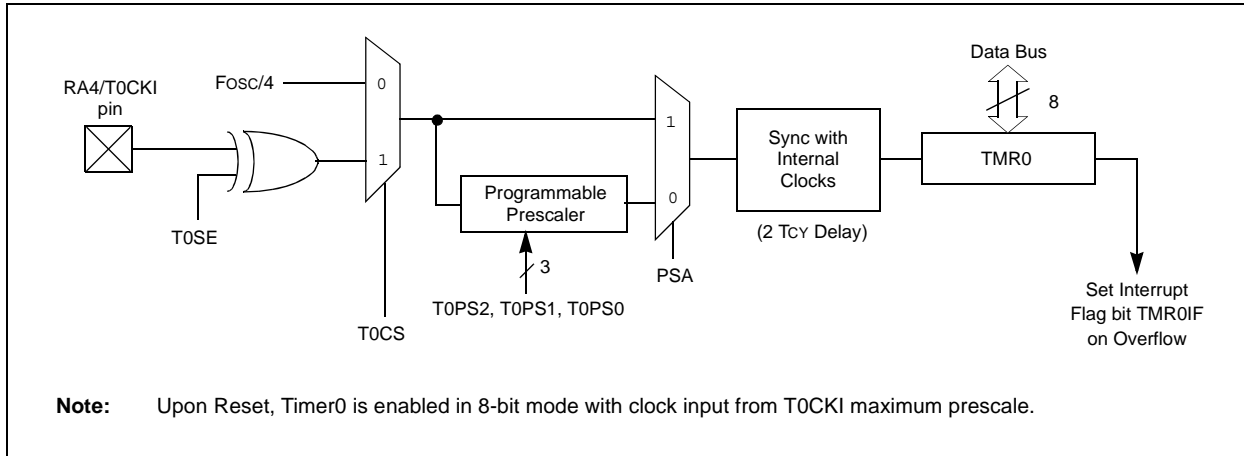 RA4/T0CKI
pin
FOSC/4
T0SE
0
1
T0CS
Programmable
Prescaler
3
T0PS2, T0PS1, T0PS0
1
0
PSA
Sync with
Internal
Clocks
(2 TCY Delay)
Data Bus
8
TMR0
Set Interrupt
Flag bit TMR0IF
on Overflow
Note: Upon Reset, Timer0 is enabled in 8-bit mode with clock input from T0CKI maximum prescale.